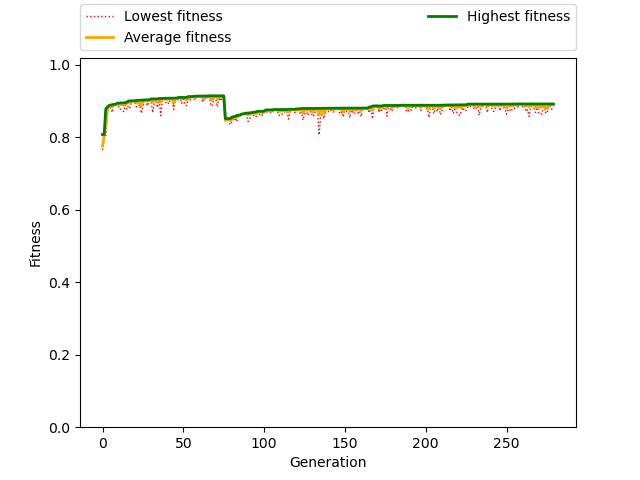 Lowest fitness
Average fitness
Highest fitness
1.0
0.8
0.6
0.4
0.2
0.0
Fitness
0 50 100 150 200 250
Generation